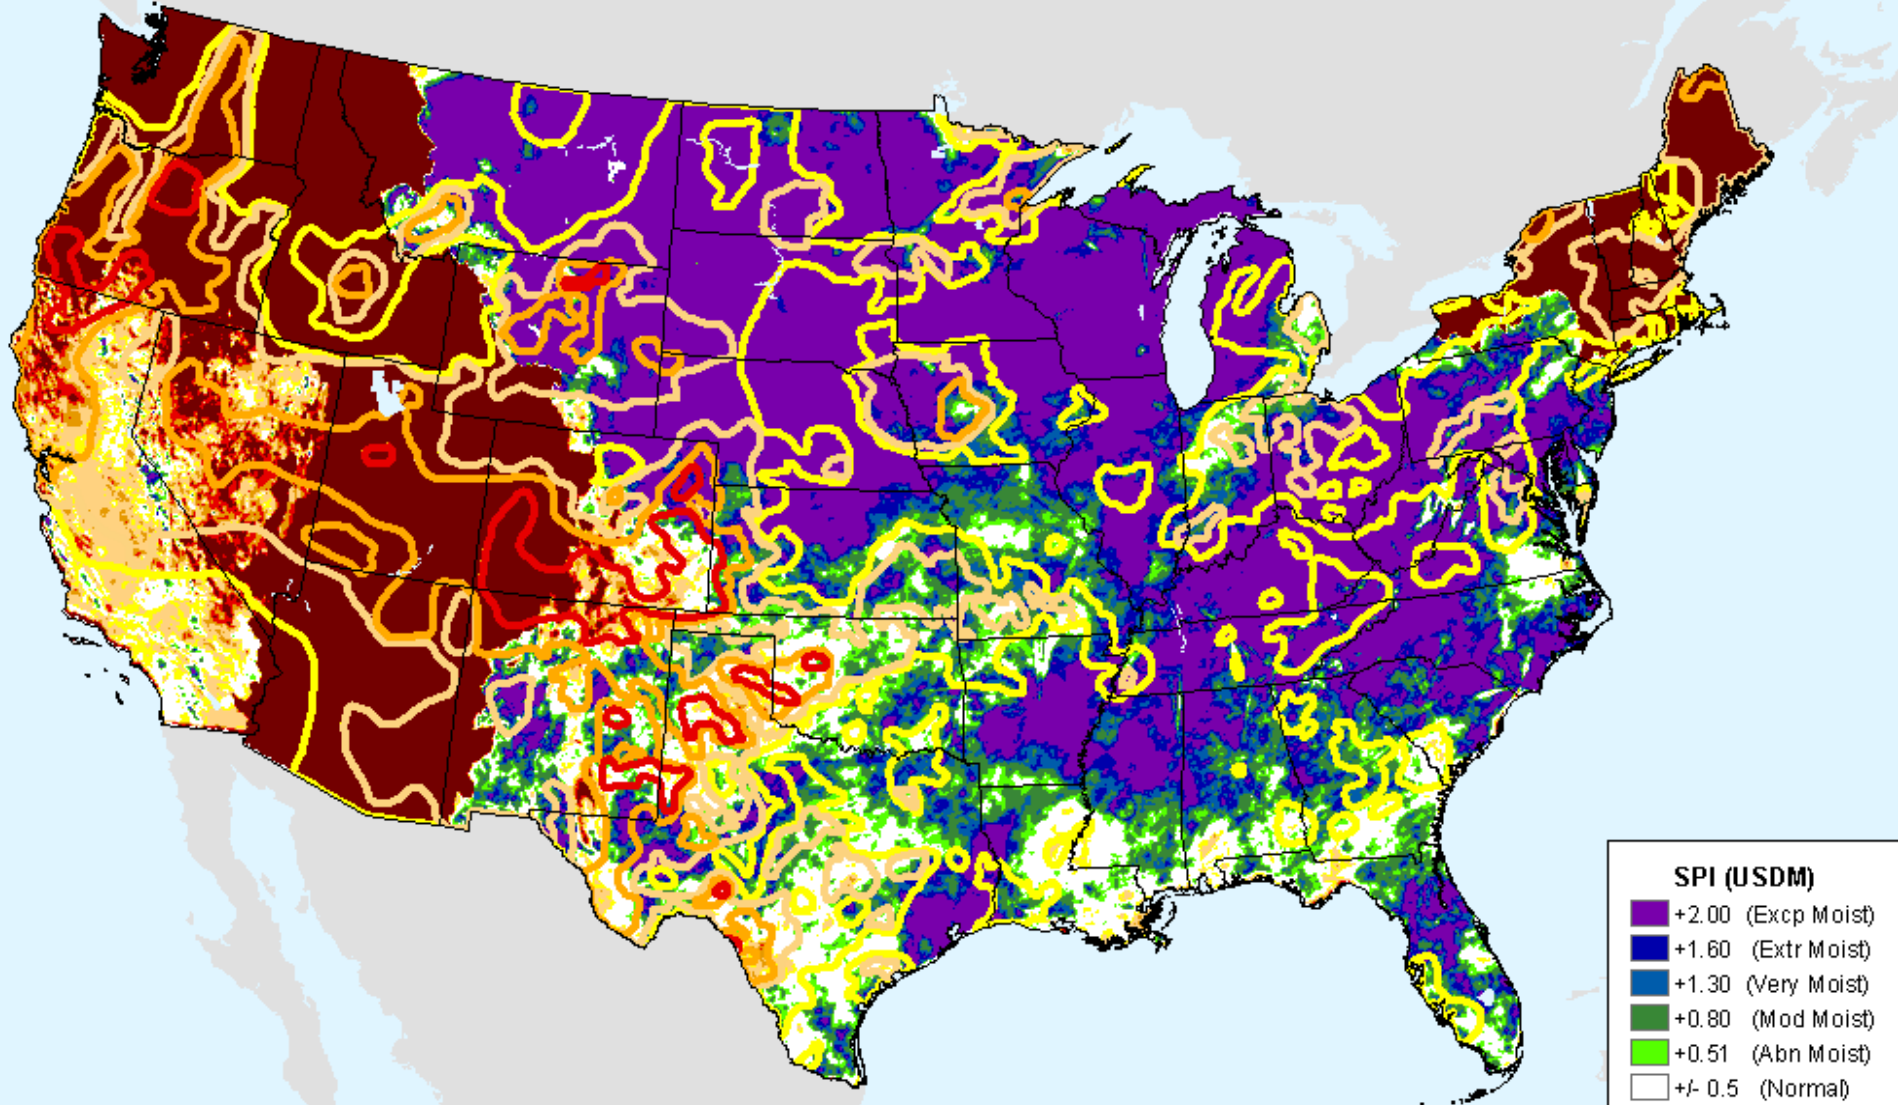 SPI (USDM)
+2.00 (Excp Moist)
+1.60 (Extr Moist)
+1.30 (Very Moist)
+0.80 (Mod Moist)
+0.51 (Abn Moist)
+/- 0.5 (Normal)